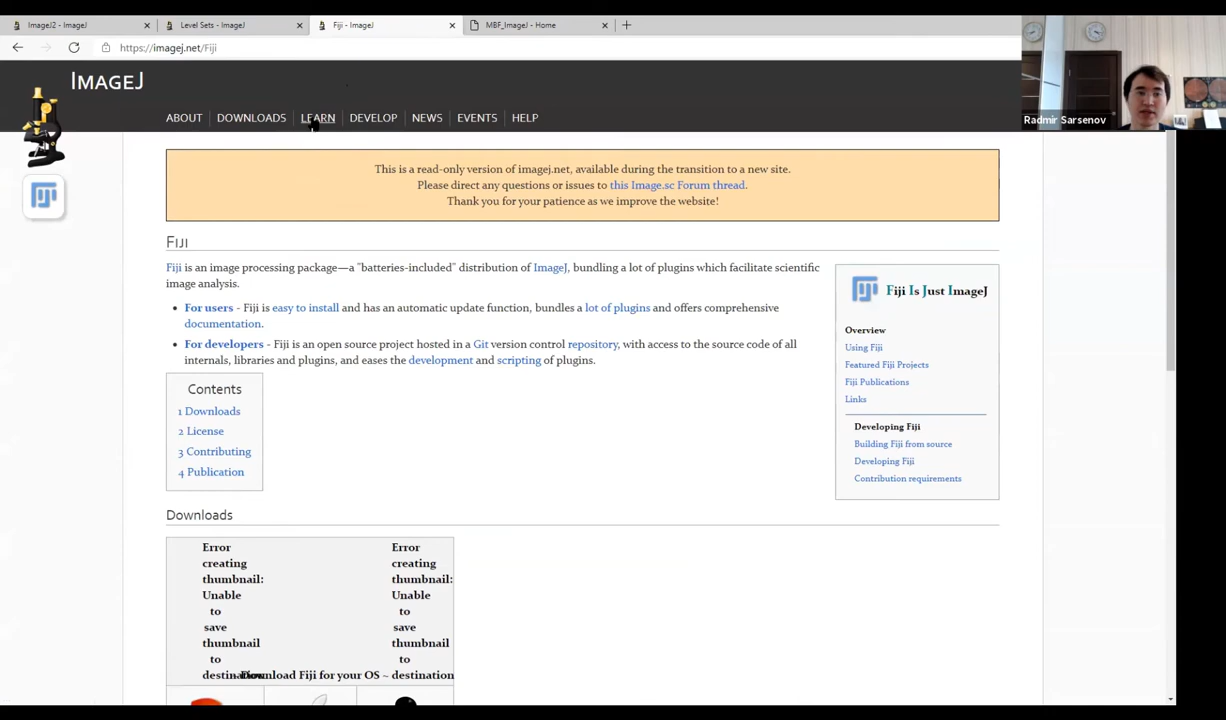 ImageJ2 - ImageJ
Level Sets - ImageJ
Fiji - ImageJ
MBF_ImageJ - Home
https://imagej.net/Fiji
Radmir Sarsenov
IMAGEJ
ABOUT
DOWNLOADS
LEARN
DEVELOP
NEWS
EVENTS
HELP
This is a read-only version of imagej.net, available during the transition to a new site.
Please direct any questions or issues to this Image.sc Forum thread.
Thank you for your patience as we improve the website!
Fiji
Fiji is an image processing package—a "batteries-included" distribution of ImageJ, bundling a lot of plugins which facilitate scientific
image analysis.
• For users - Fiji is easy to install and has an automatic update function, bundles a lot of plugins and offers comprehensive
documentation.
• For developers - Fiji is an open source project hosted in a Git version control repository, with access to the source code of all
internals, libraries and plugins, and eases the development and scripting of plugins.
Contents
1 Downloads
2 License
3 Contributing
4 Publication
Fiji Is Just ImageJ
Overview
Using Fiji
Featured Fiji Projects
Fiji Publications
Links
Developing Fiji
Building Fiji from source
Developing Fiji
Contribution requirements
Downloads
Error
creating
thumbnail:
Unable
to
save
thumbnail
to
destination
~ Download Fiji for your OS ~
Error
creating
thumbnail:
Unable
to
save
thumbnail
to
destination